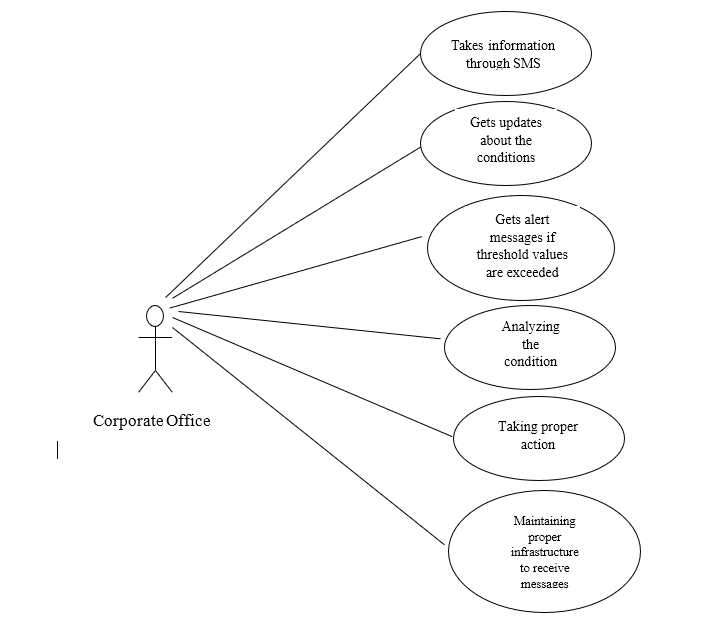 Takes information
through SMS
Gets updates
about the
conditions
Gets alert
messages if
threshold values
are exceeded
Analyzing
the
condition
Corporate Office
Taking proper
action
Maintaining
proper
infrastructure
to receive
messages